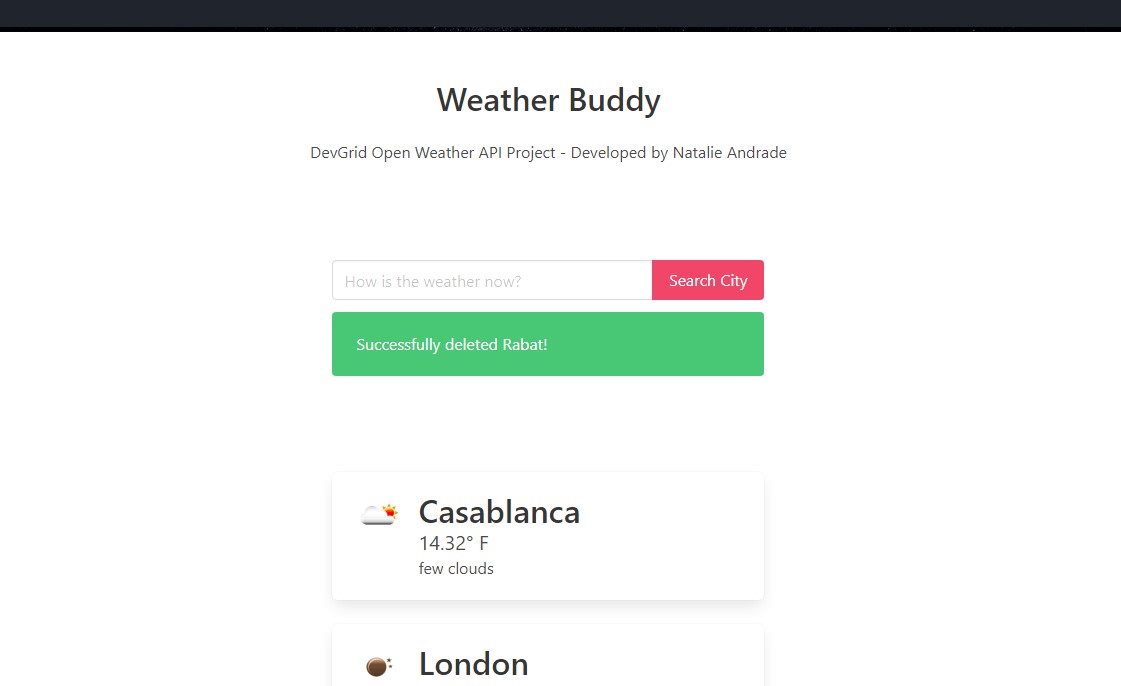 Weather Buddy
DevGrid Open Weather API Project - Developed by Natalie Andrade
How is the weather now?
Search City
Successfully deleted Rabat!
Casablanca
14.32° F
few clouds
London